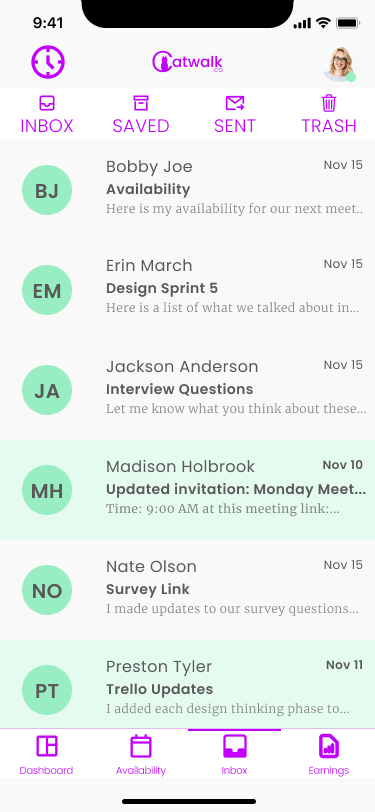 9:41
Catwalk
CO
INBOX SAVED SENT TRASH
BJ
Bobby Joe Nov 15
Availability
Here is my availability for our next meet..
EM
Erin March Nov 15
Design Sprint 5
Here is a list of what we talked about in...
JA
Jackson Anderson Nov 15
Interview Questions
Let me know what you think about these...
MH
Madison Holbrook Nov 10
Updated invitation: Monday Meet...
Time: 9:00 AM at this meeting link:...
NO
Nate Olson Nov 15
Survey Link
I made updates to our survey questions...
PT
Preston Tyler Nov 11
Trello Updates
I added each design thinking phase to...
Dashboard Availability Inbox Earnings